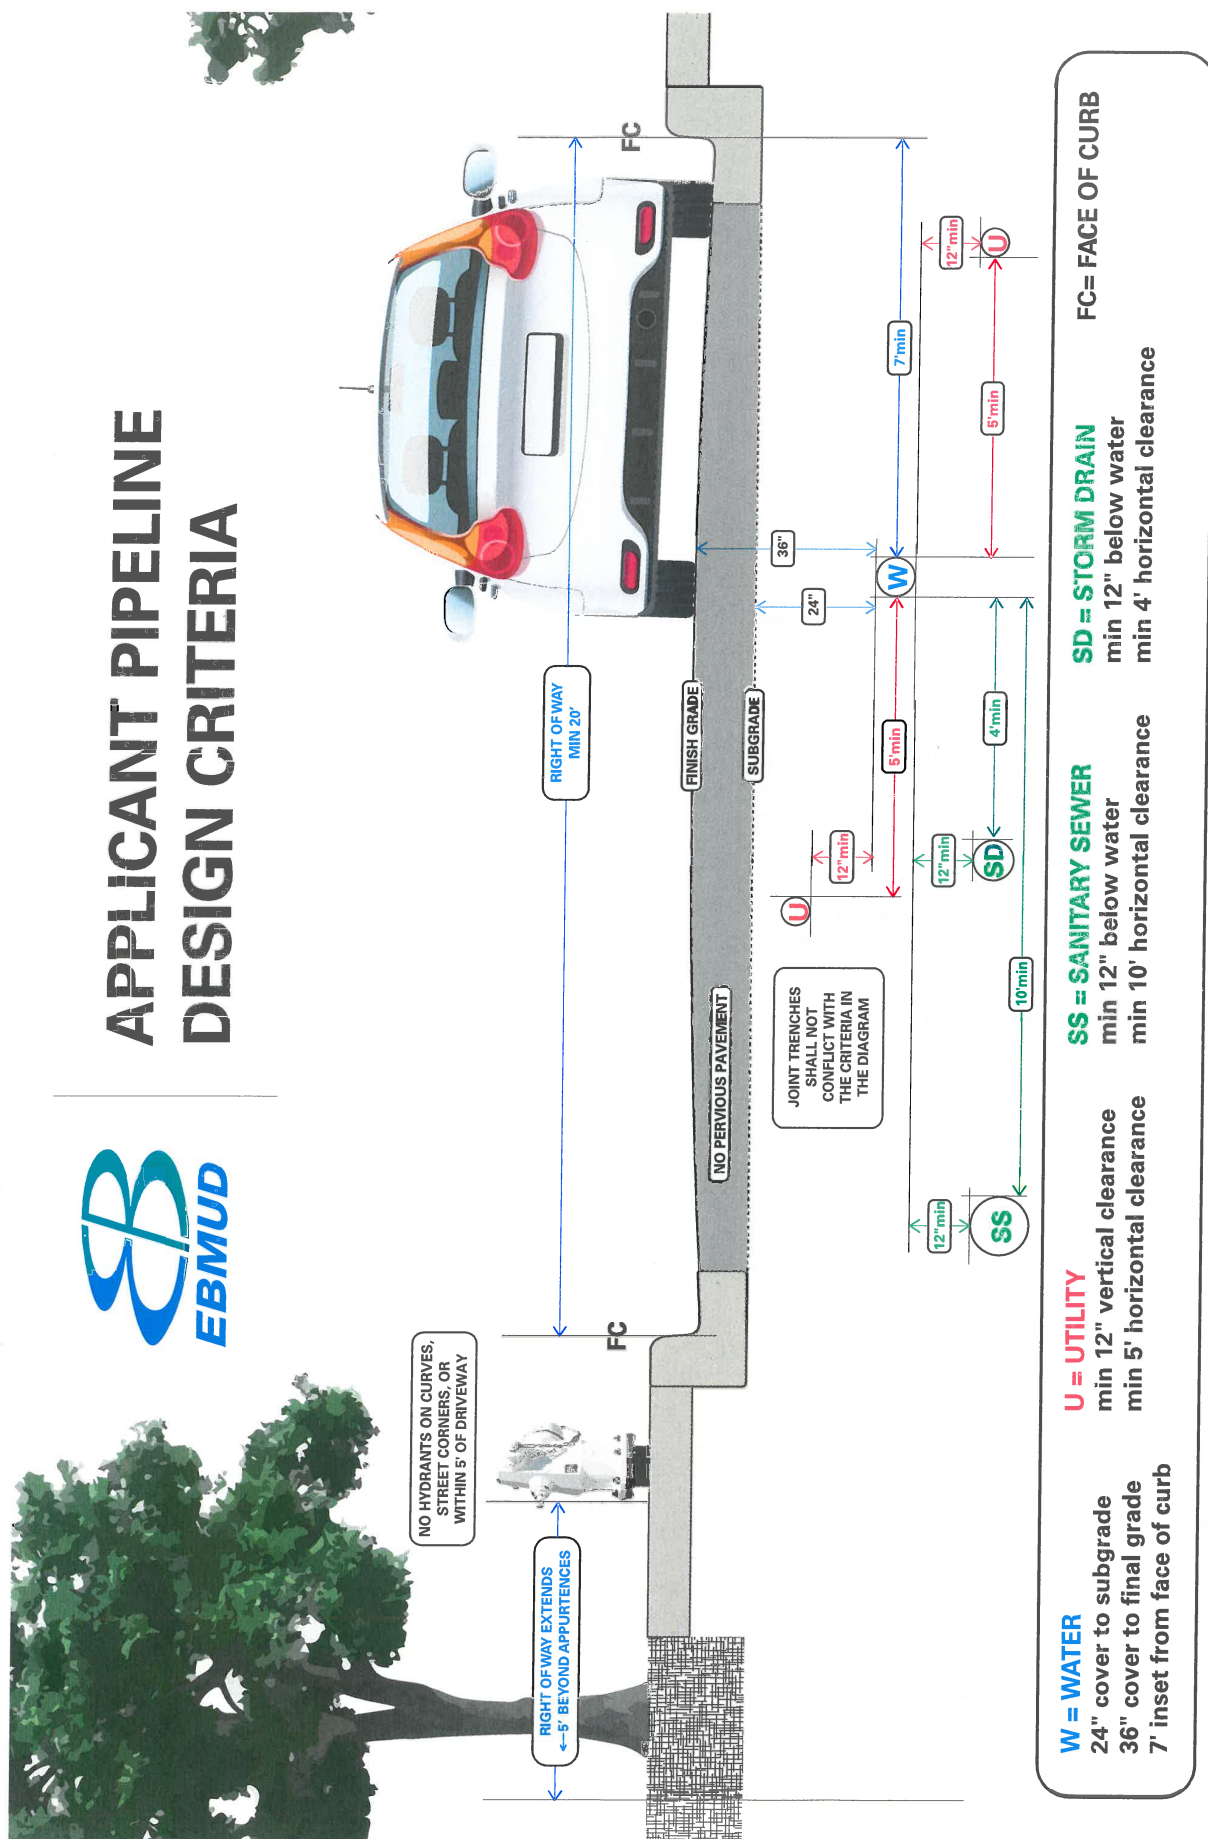 EBMUD
APPLICANT PIPELINE
DESIGN CRITERIA
NO HYDRANTS ON CURVES,
STREET CORNERS, OR
WITHIN 5' OF DRIVEWAY
RIGHT OF WAY EXTENDS
←5' BEYOND APPURTENCES
FC
RIGHT OF WAY
MIN 20'
FC
FINISH GRADE
SUBGRADE
NO PERVIOUS PAVEMENT
JOINT TRENCHES
SHALL NOT
CONFLICT WITH
THE CRITERIA IN
THE DIAGRAM
U
12"min
36"
24"
5'min
W
7'min
12"min
SS
12"min
SD
4'min
10'min
5'min
12"min
U
W = WATER
24" cover to subgrade
36" cover to final grade
7' inset from face of curb
U = UTILITY
min 12" vertical clearance
min 5' horizontal clearance
SS = SANITARY SEWER
min 12" below water
min 10' horizontal clearance
SD = STORM DRAIN
min 12" below water
min 4' horizontal clearance
FC= FACE OF CURB